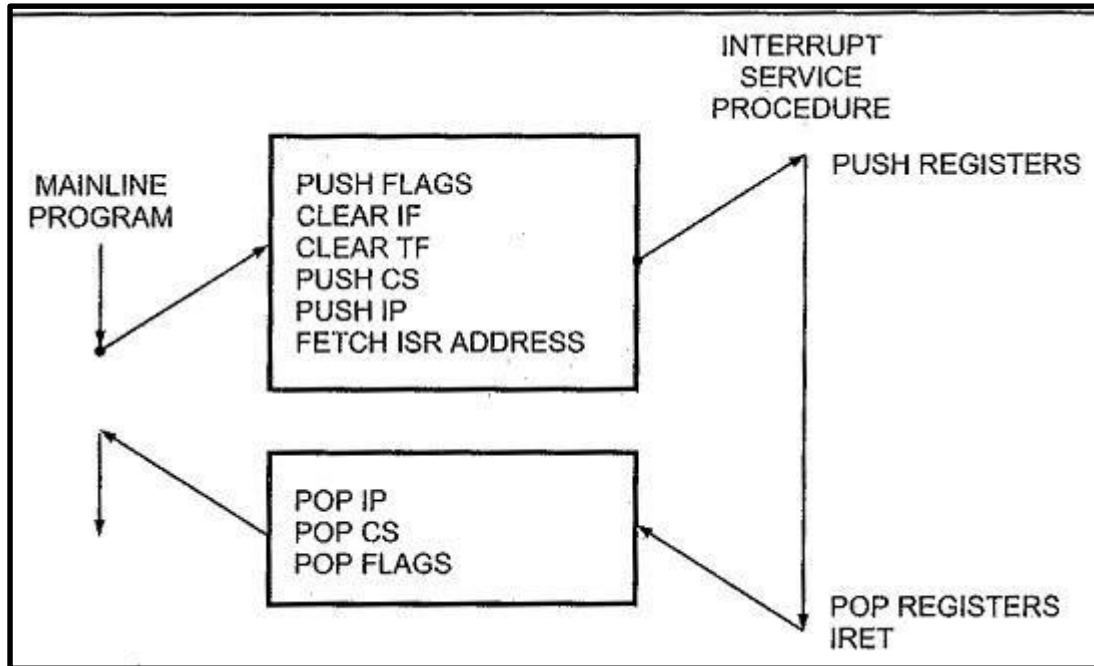 MAINLINE
PROGRAM
PUSH FLAGS
CLEAR IF
CLEAR TF
PUSH CS
PUSH IP
FETCH ISR ADDRESS
INTERRUPT
SERVICE
PROCEDURE
PUSH REGISTERS
POP REGISTERS
IRET
POP IP
POP CS
POP FLAGS